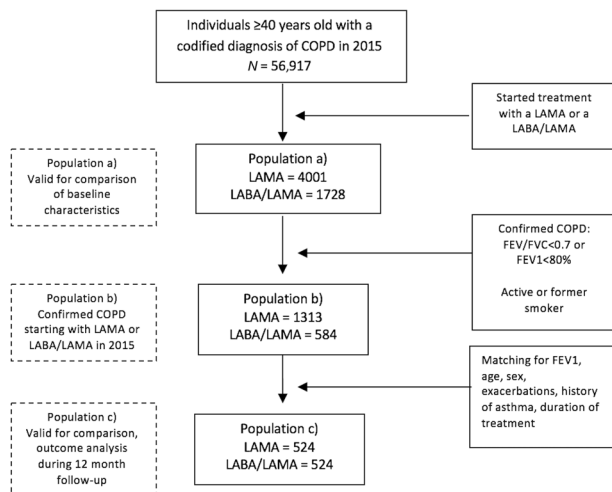 Individuals ≥40 years old with a
codified diagnosis of COPD in 2015
N = 56,917
Started treatment
with a LAMA or a
LABA/LAMA
Population a)
Valid for comparison
of baseline
characteristics
Population a)
LAMA = 4001
LABA/LAMA = 1728
Confirmed COPD:
FEV/FVC<0.7 or
FEV1<80%
Active or former
smoker
Population b)
Confirmed COPD
starting with LAMA or
LABA/LAMA in 2015
Population b)
LAMA = 1313
LABA/LAMA = 584
Matching for FEV1,
age, sex,
exacerbations, history
of asthma, duration of
treatment
Population c)
Valid for comparison,
outcome analysis
during 12 month
follow-up
Population c)
LAMA = 524
LABA/LAMA = 524